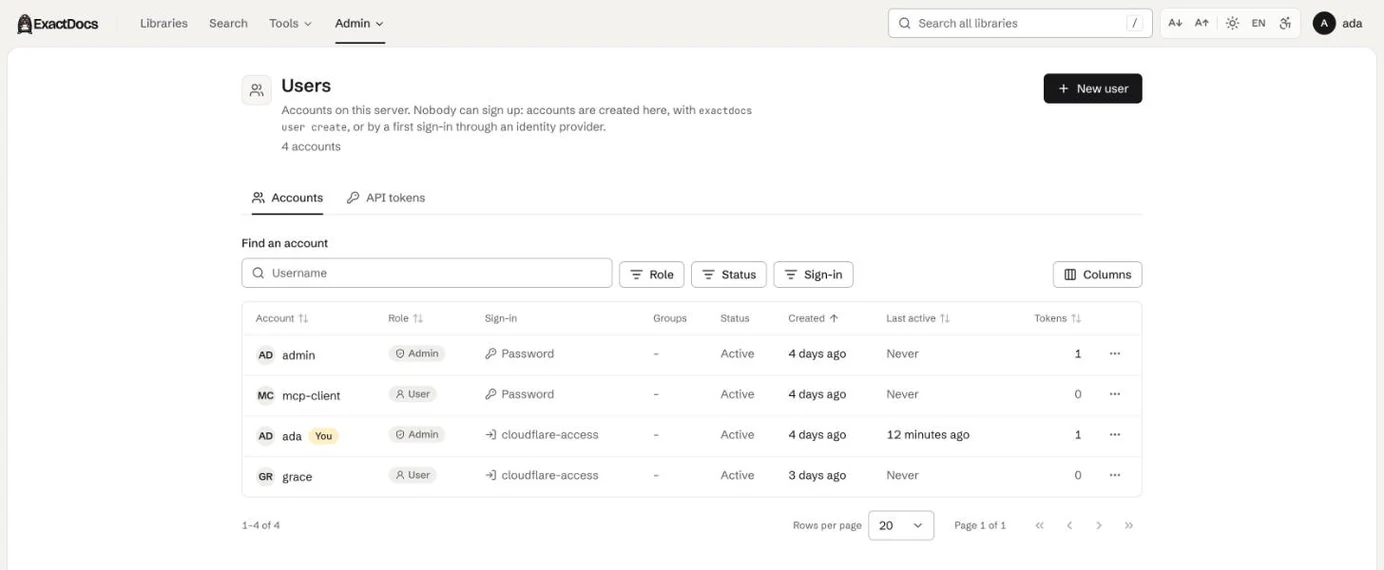 ExactDocs Libraries Search Tools Admin Search all libraries / A↓ A↑ EN A ada
Users
New user
Accounts on this server. Nobody can sign up: accounts are created here, with exactdocs
user create, or by a first sign-in through an identity provider.
4 accounts
Accounts API tokens
Find an account
Username Role Status Sign-in Columns
Account Role Sign-in Groups Status Created Last active Tokens
AD admin Admin Password - Active 4 days ago Never 1
MC mcp-client User Password - Active 4 days ago Never 0
AD ada You Admin cloudflare-access - Active 4 days ago 12 minutes ago 1
GR grace User cloudflare-access - Active 3 days ago Never 0
1–4 of 4 Rows per page 20 Page 1 of 1